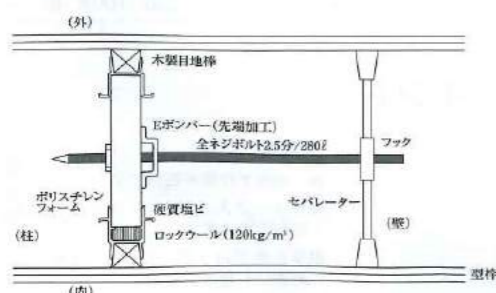 (外)
木製目地棒
Eボンバー(先端加工)
全ネジボルト2.5分/280ℓ
フック
ポリスチレン
フォーム
硬質塩ビ
セパレーター
(柱)
ロックウール(120kg/m³)
(壁)
型枠
(内)